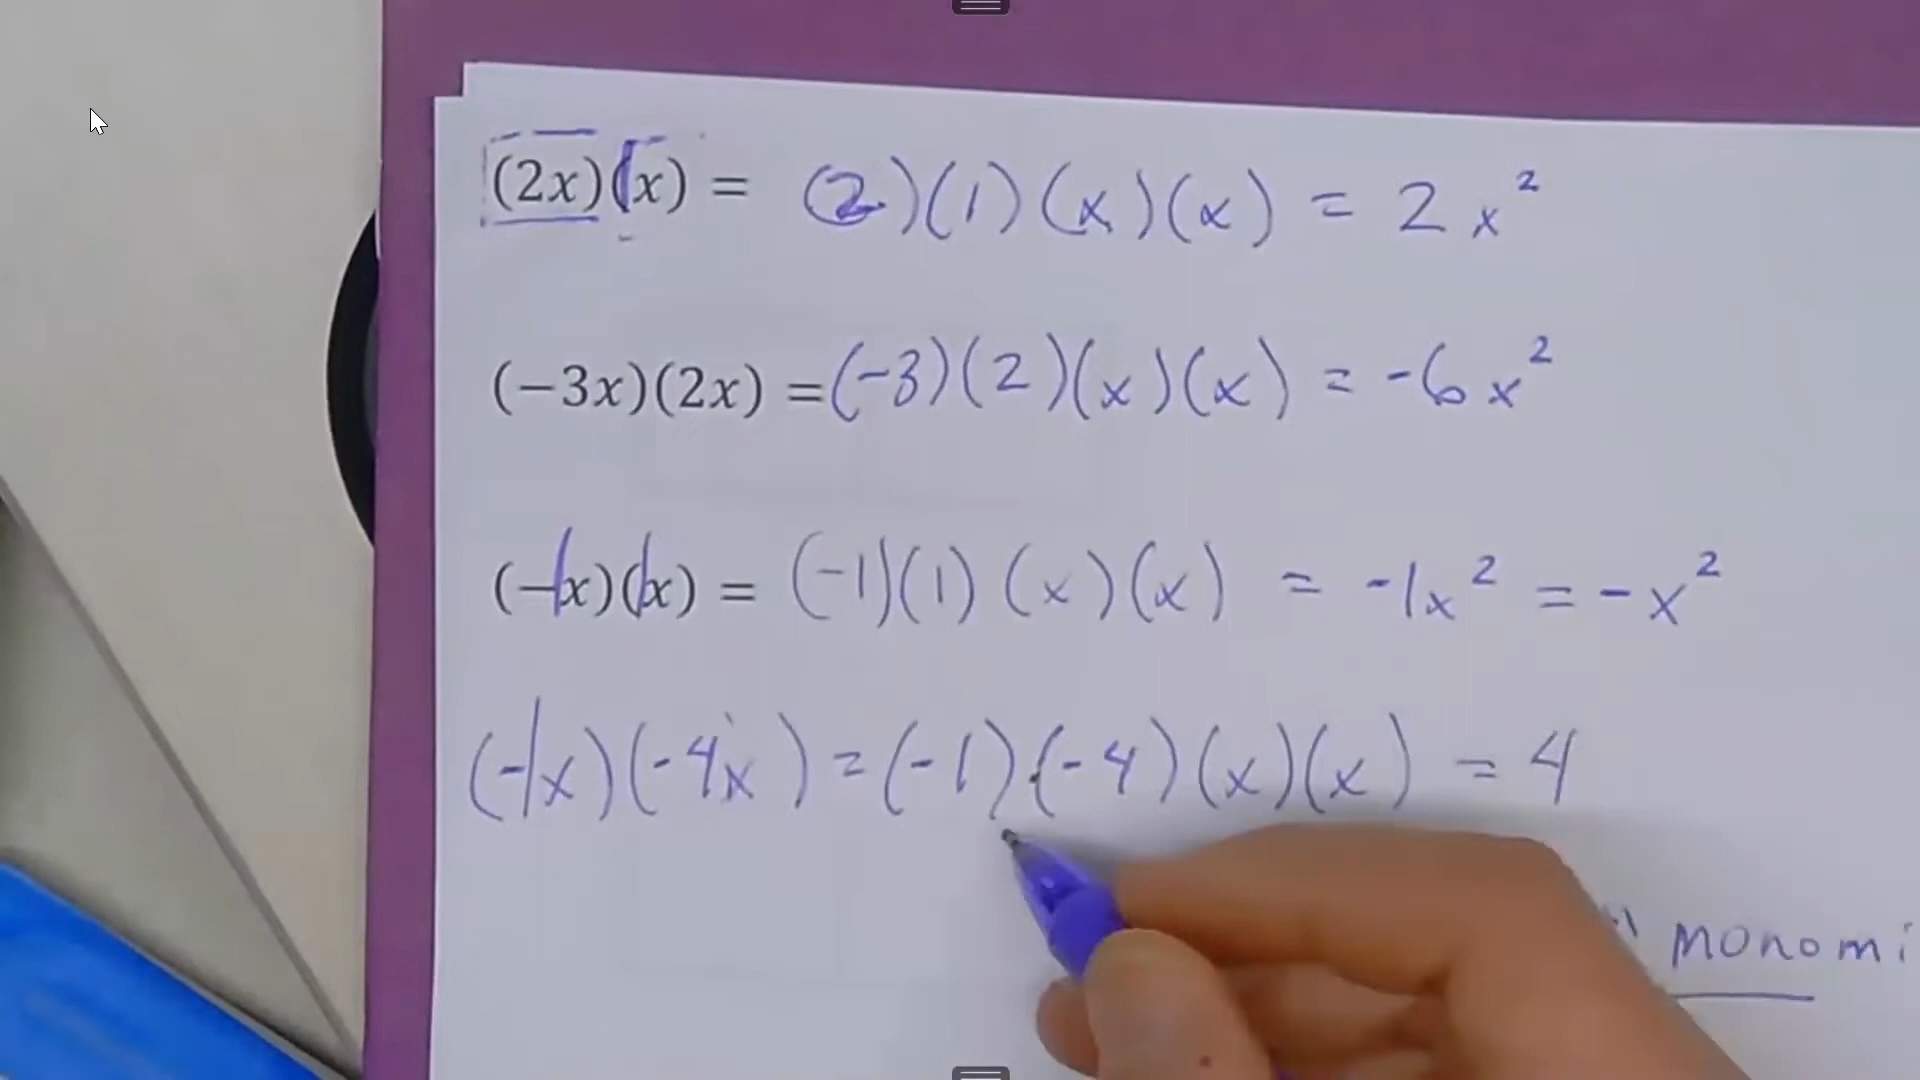 (2x)(1x) = (2)(1)(x)(x) = 2x²
(−3x)(2x) = (-3)(2)(x)(x) = -6x²
(−1x)(1x) = (-1)(1)(x)(x) = -1x² = -x²
(-1x)(-4x) = (-1)(-4)(x)(x) = 4
monomi